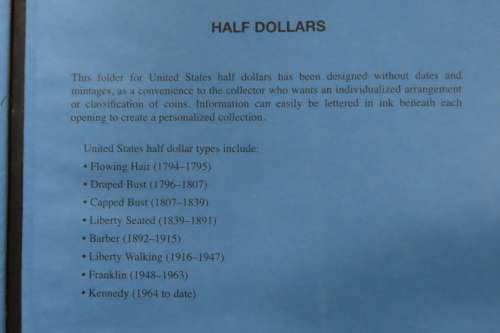 HALF DOLLARS
This folder for United States half dollars has been designed without dates and
mintages, as a convenience to the collector who wants an individualized arrangement
or classification of coins. Information can easily be lettered in ink beneath each
opening to create a personalized collection.
United States half dollar types include:
• Flowing Hair (1794–1795)
• Draped Bust (1796–1807)
• Capped Bust (1807–1839)
• Liberty Seated (1839–1891)
• Barber (1892–1915)
• Liberty Walking (1916–1947)
• Franklin (1948–1963)
• Kennedy (1964 to date)